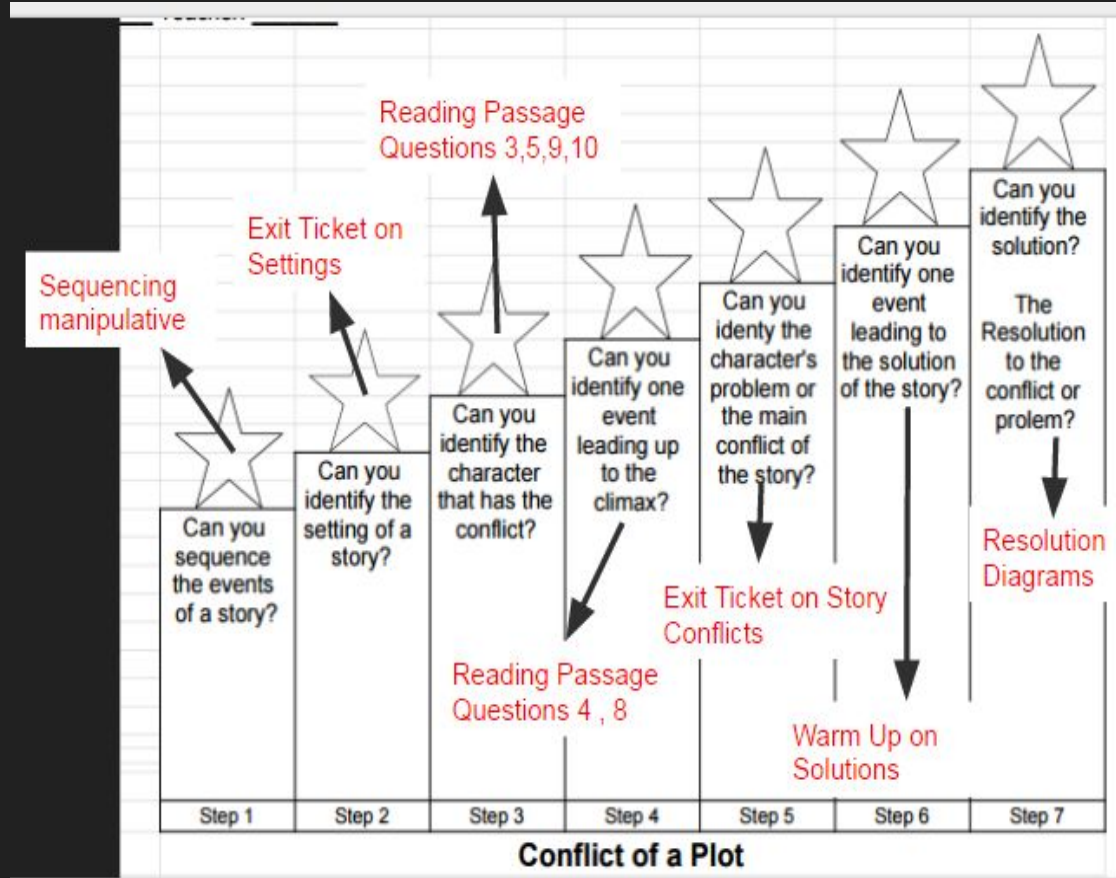 Reading Passage
Questions 3,5,9,10
Exit Ticket on
Settings
Sequencing
manipulative
Can you
sequence
the events
of a story?
Can you
identify the
setting of a
story?
Can you
identify the
character
that has the
conflict?
Can you
identify one
event
leading up
to the
climax?
Can you
identy the
character's
problem or
the main
conflict of
the story?
Can you
identify one
event
leading to
the solution
of the story?
Can you
identify the
solution?
The
Resolution
to the
conflict or
prolem?
Resolution
Diagrams
Exit Ticket on Story
Conflicts
Reading Passage
Questions 4 , 8
Warm Up on
Solutions
Step 1
Step 2
Step 3
Step 4
Step 5
Step 6
Step 7
Conflict of a Plot